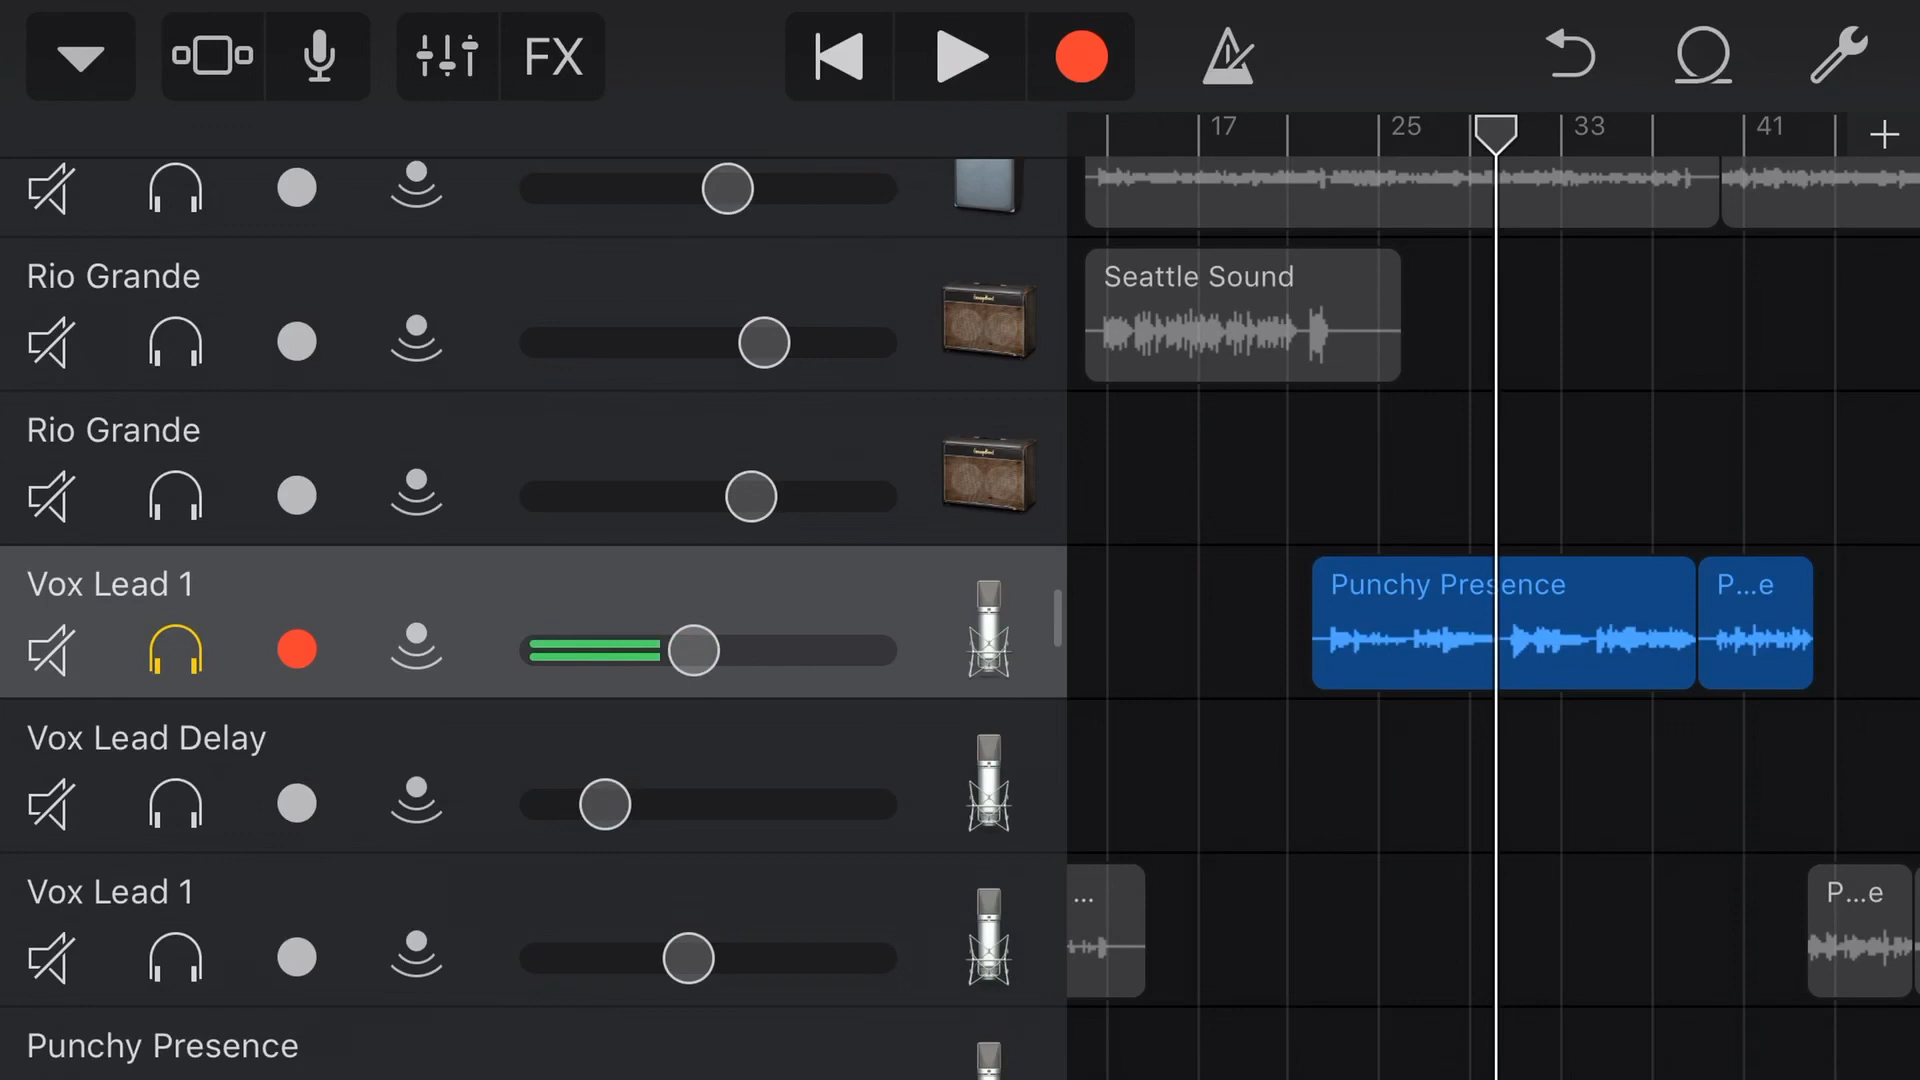 FX
17 25 33 41
Rio Grande
Seattle Sound
Rio Grande
Vox Lead 1
Punchy Presence
P...e
Vox Lead Delay
Vox Lead 1
...
P...e
Punchy Presence